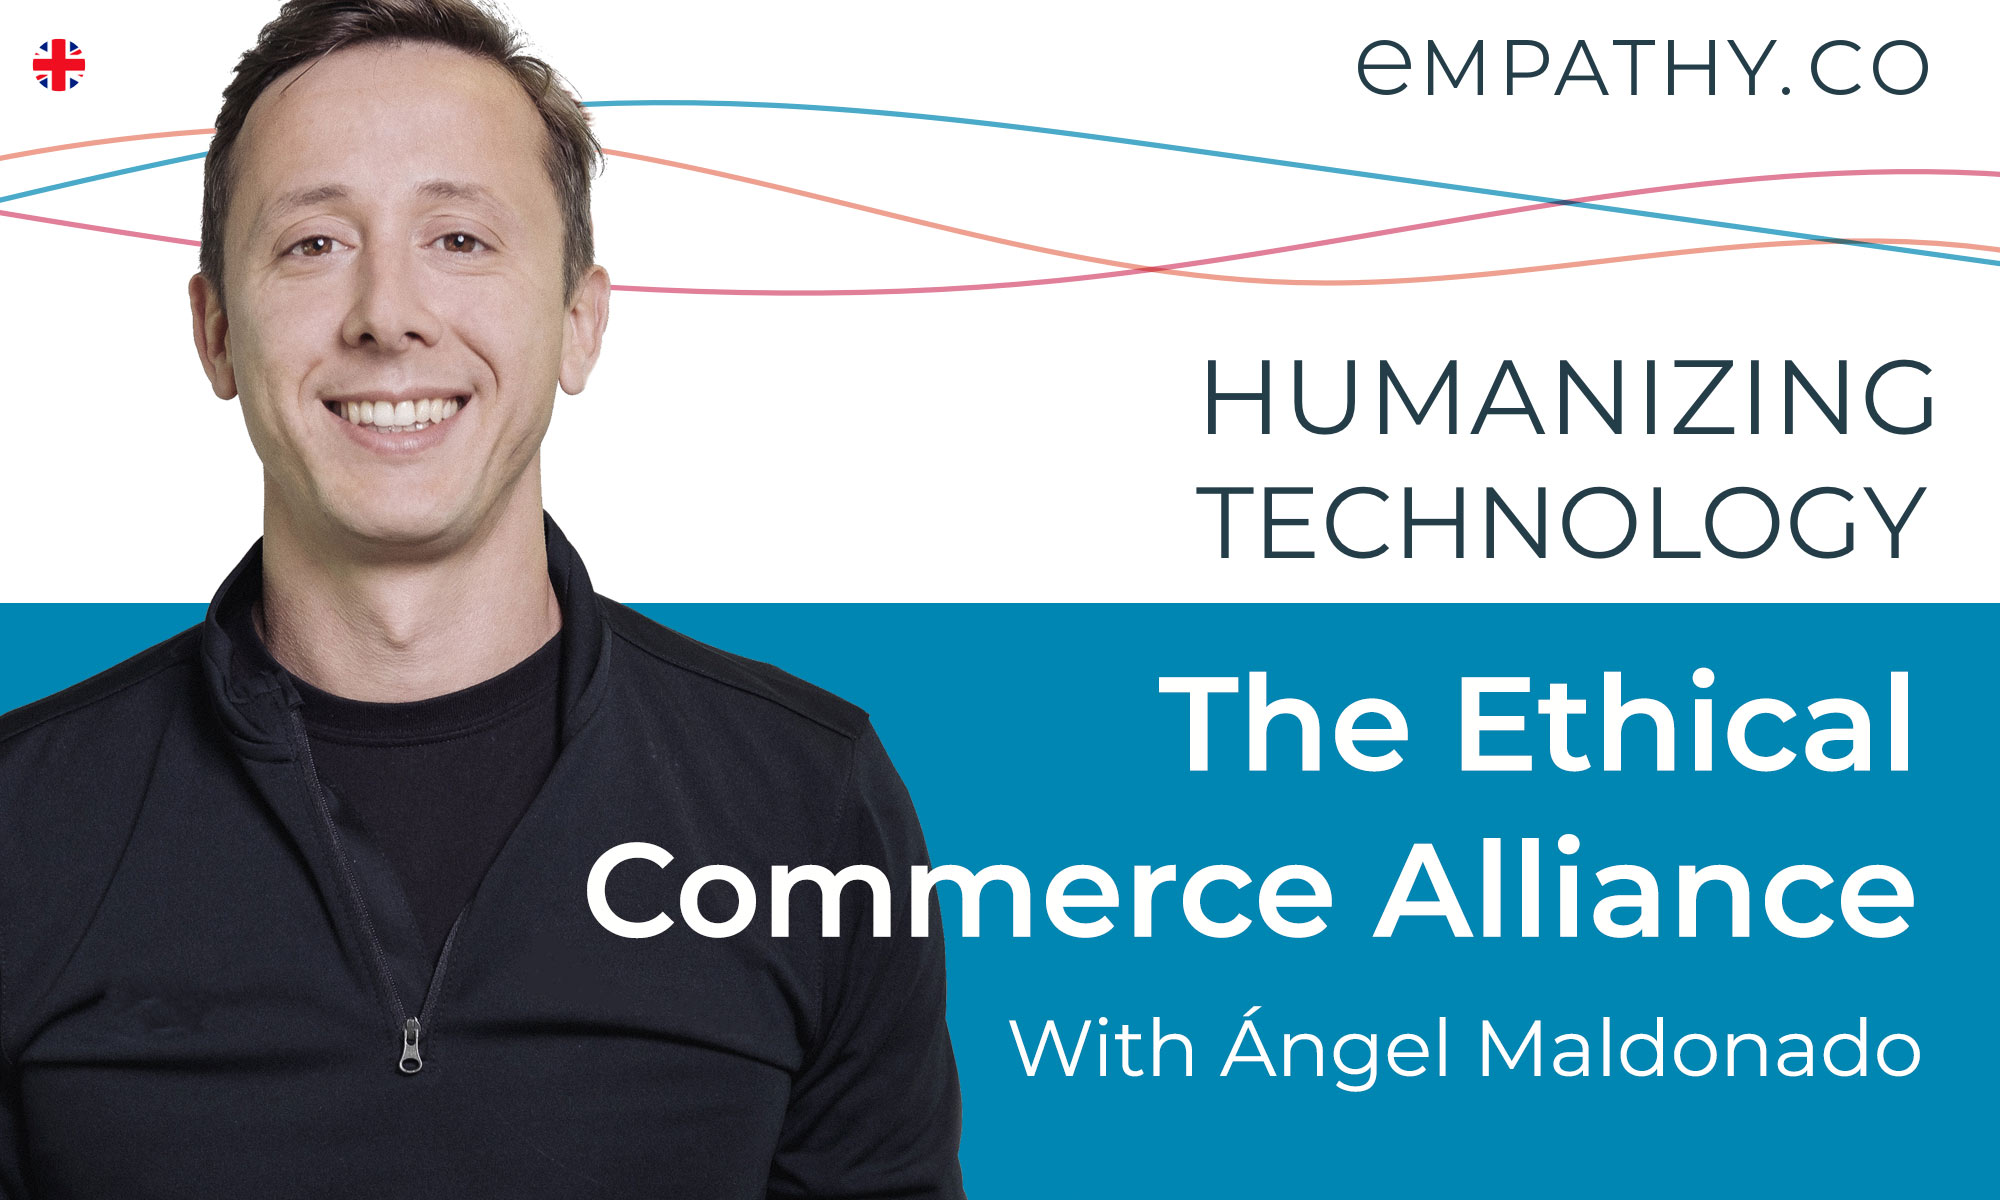 eMPATHY.CO
HUMANIZING
TECHNOLOGY
The Ethical
Commerce Alliance
With Ángel Maldonado